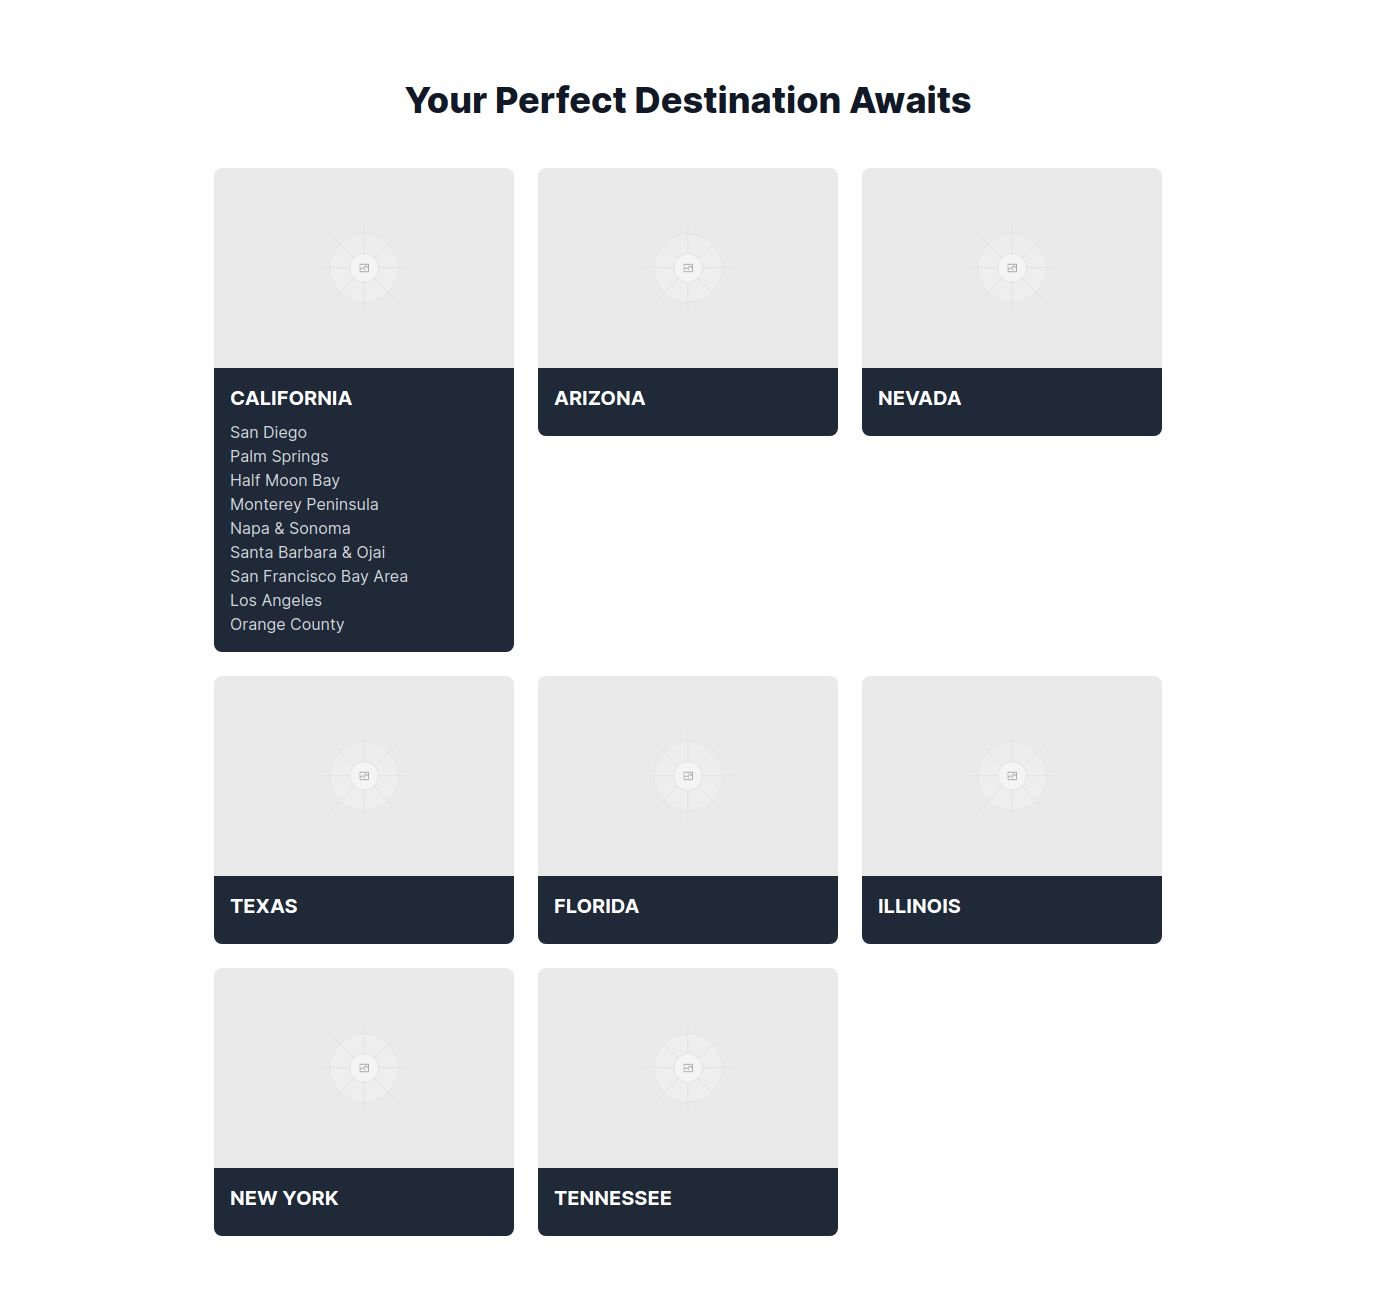 Your Perfect Destination Awaits
CALIFORNIA
San Diego
Palm Springs
Half Moon Bay
Monterey Peninsula
Napa & Sonoma
Santa Barbara & Ojai
San Francisco Bay Area
Los Angeles
Orange County
ARIZONA
NEVADA
TEXAS
FLORIDA
ILLINOIS
NEW YORK
TENNESSEE